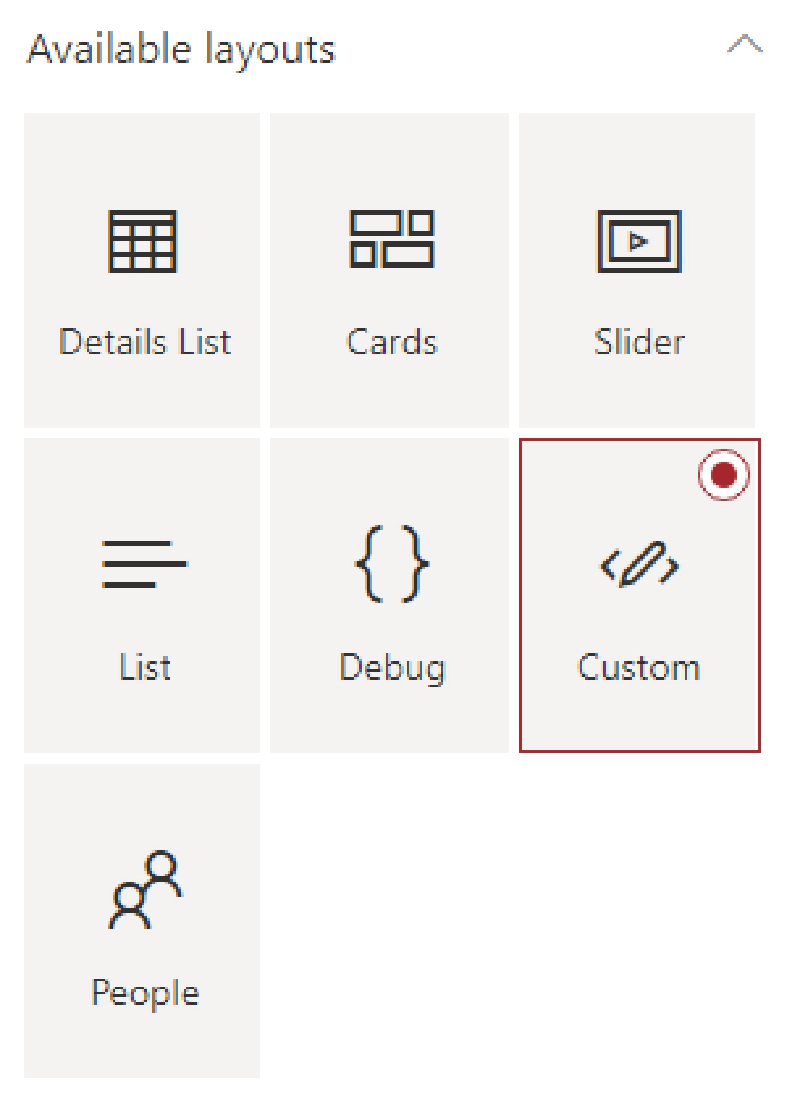 Available layouts
Details List
Cards
Slider
List
Debug
Custom
People